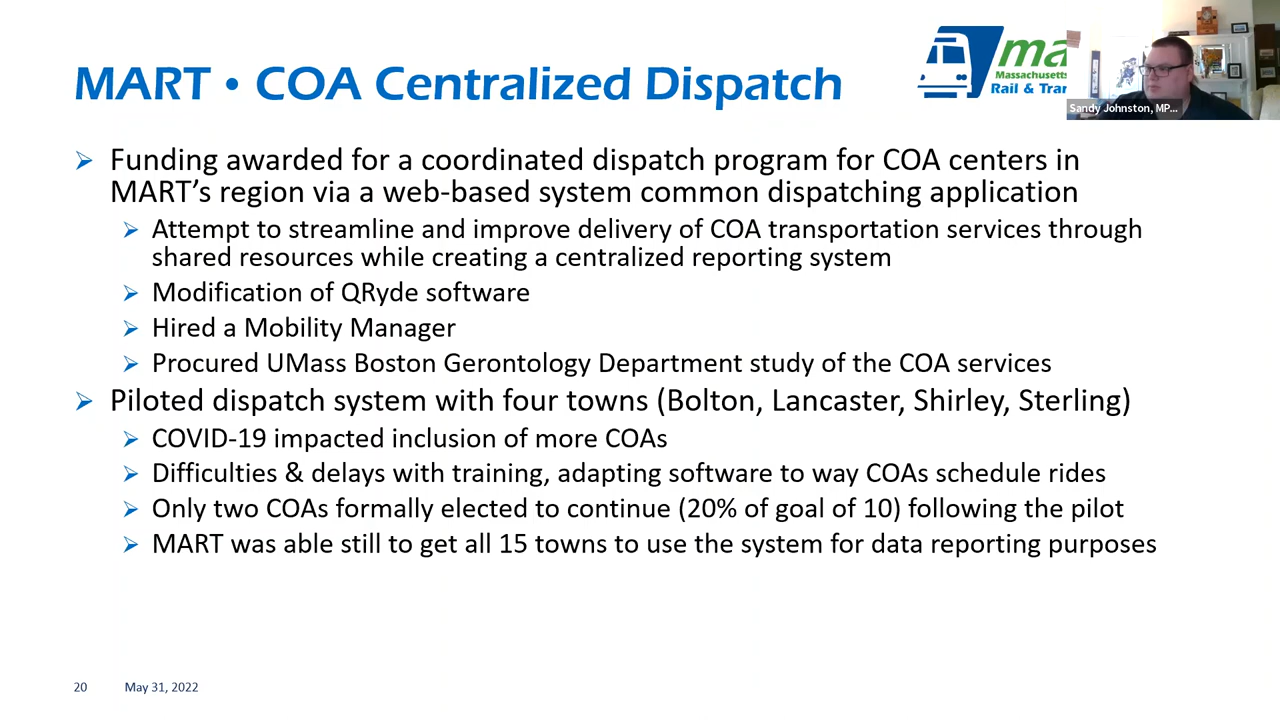 MART • COA Centralized Dispatch
ma
Massachusetts
Rail & Tran
Sandy Johnston, MP...
Funding awarded for a coordinated dispatch program for COA centers in
MART's region via a web-based system common dispatching application
Attempt to streamline and improve delivery of COA transportation services through
shared resources while creating a centralized reporting system
Modification of QRyde software
Hired a Mobility Manager
Procured UMass Boston Gerontology Department study of the COA services
Piloted dispatch system with four towns (Bolton, Lancaster, Shirley, Sterling)
COVID-19 impacted inclusion of more COAs
Difficulties & delays with training, adapting software to way COAs schedule rides
Only two COAs formally elected to continue (20% of goal of 10) following the pilot
MART was able still to get all 15 towns to use the system for data reporting purposes
20 May 31, 2022